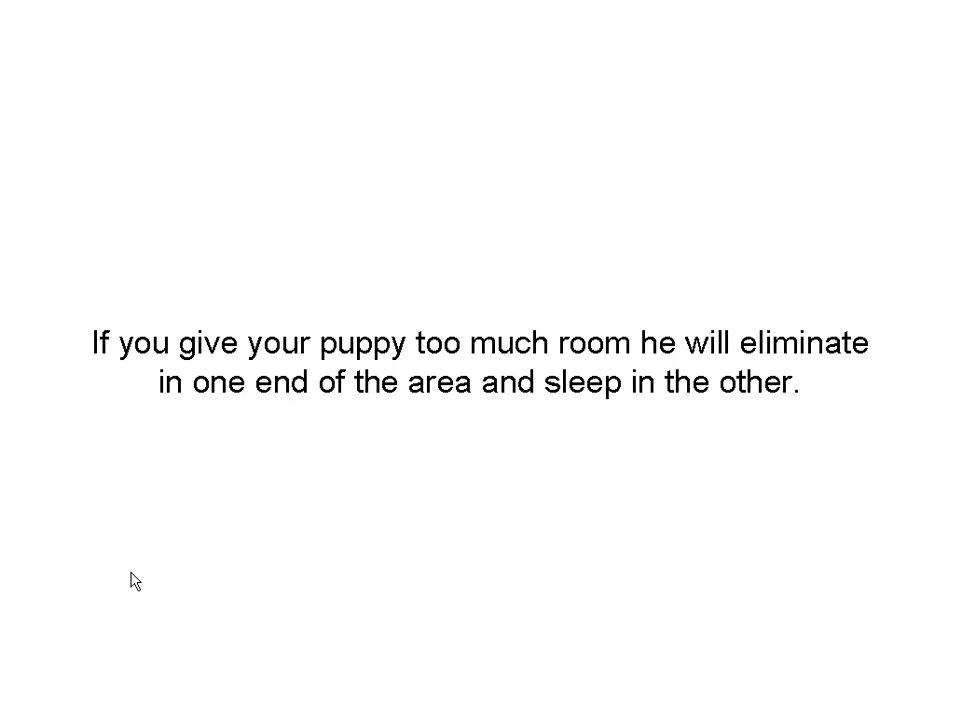 If you give your puppy too much room he will eliminate
in one end of the area and sleep in the other.